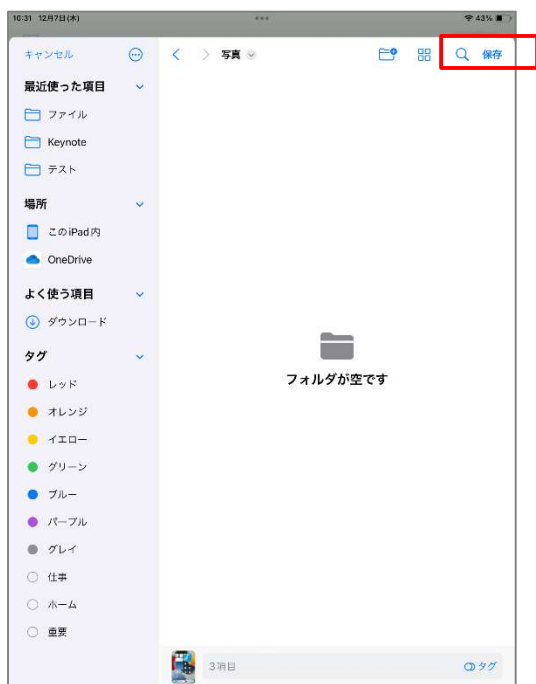 10:31 12月7日(木)
43%
キャンセル
写真
保存
最近使った項目
ファイル
Keynote
テスト
場所
このiPad内
OneDrive
よく使う項目
ダウンロード
タグ
レッド
オレンジ
イエロー
グリーン
ブルー
パープル
グレイ
仕事
ホーム
重要
フォルダが空です
3項目
タグ